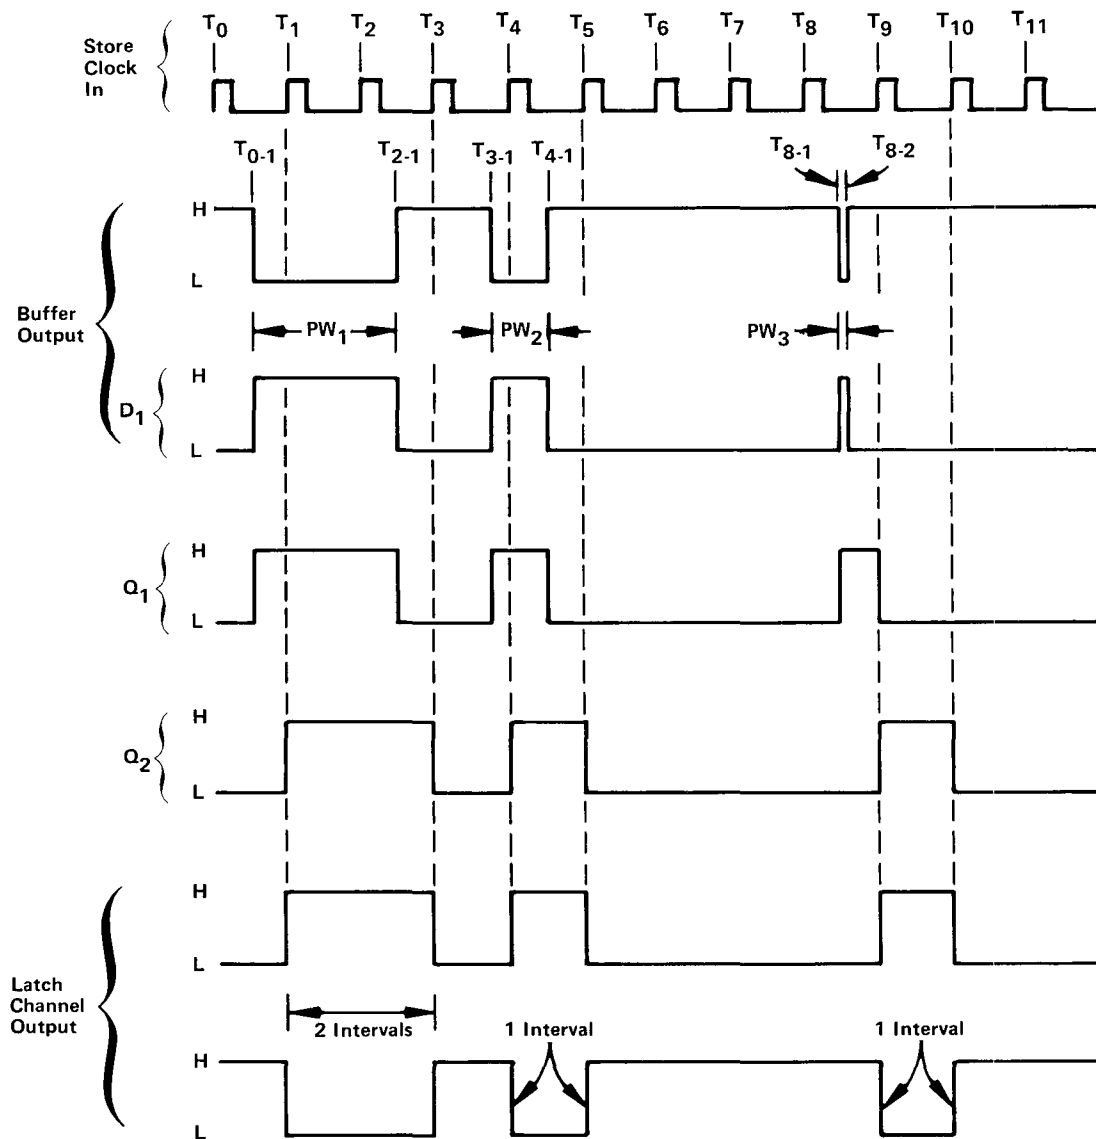 T0 T1 T2 T3 T4 T5 T6 T7 T8 T9 T10 T11
Store
Clock
In
T0-1 T2-1 T3-1 T4-1 T8-1 T8-2
H
L
Buffer
Output
PW1 PW2 PW3
H
D1
L
H
Q1
L
H
Q2
L
H
L
Latch
Channel
Output
2 Intervals 1 Interval 1 Interval
H
L